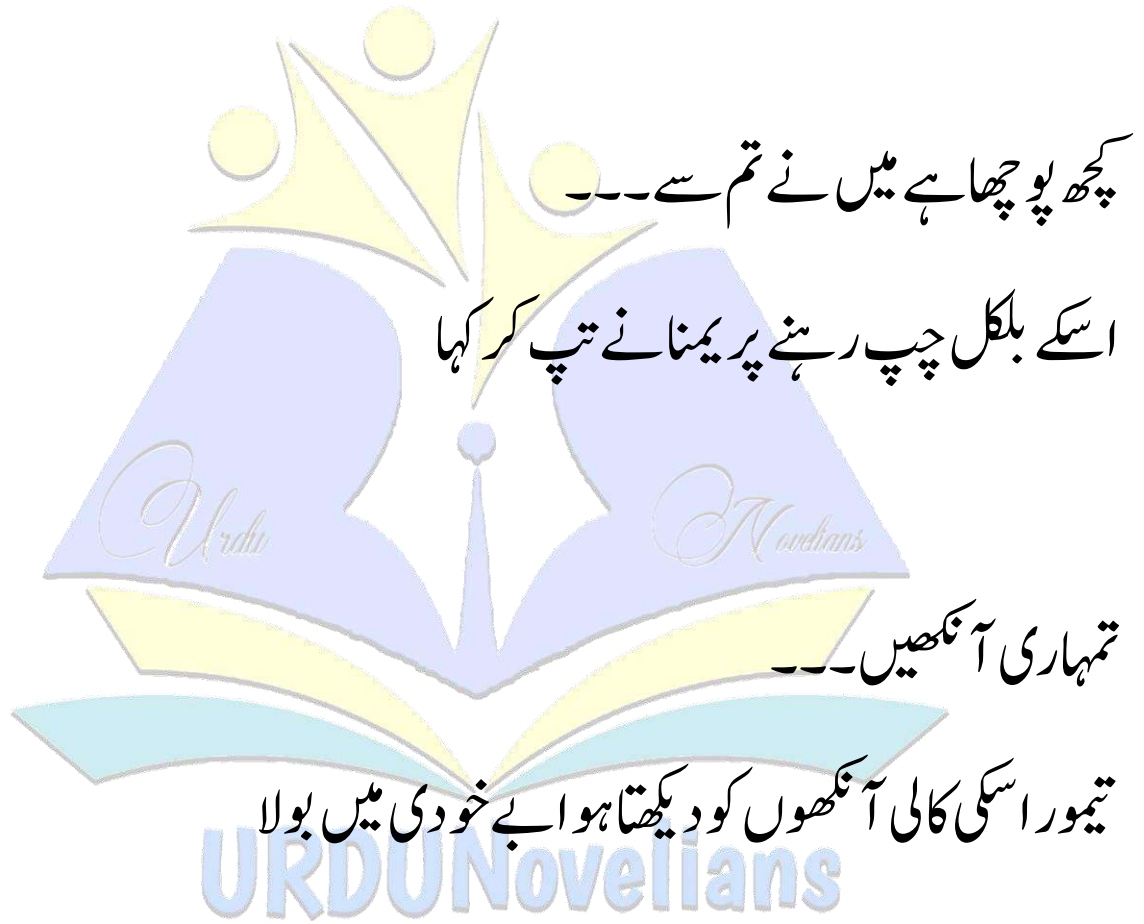 کچھ پوچھا ہے میں نے تم سے۔۔۔
اسکے بلکل چپ رہنے پر یمنا نے تپ کر کہا
Urdu Novelians
تمہاری آنکھیں۔۔۔
تیمور اسکی کالی آنکھوں کو دیکھتا ہوا بے خودی میں بولا
URDUNovelians